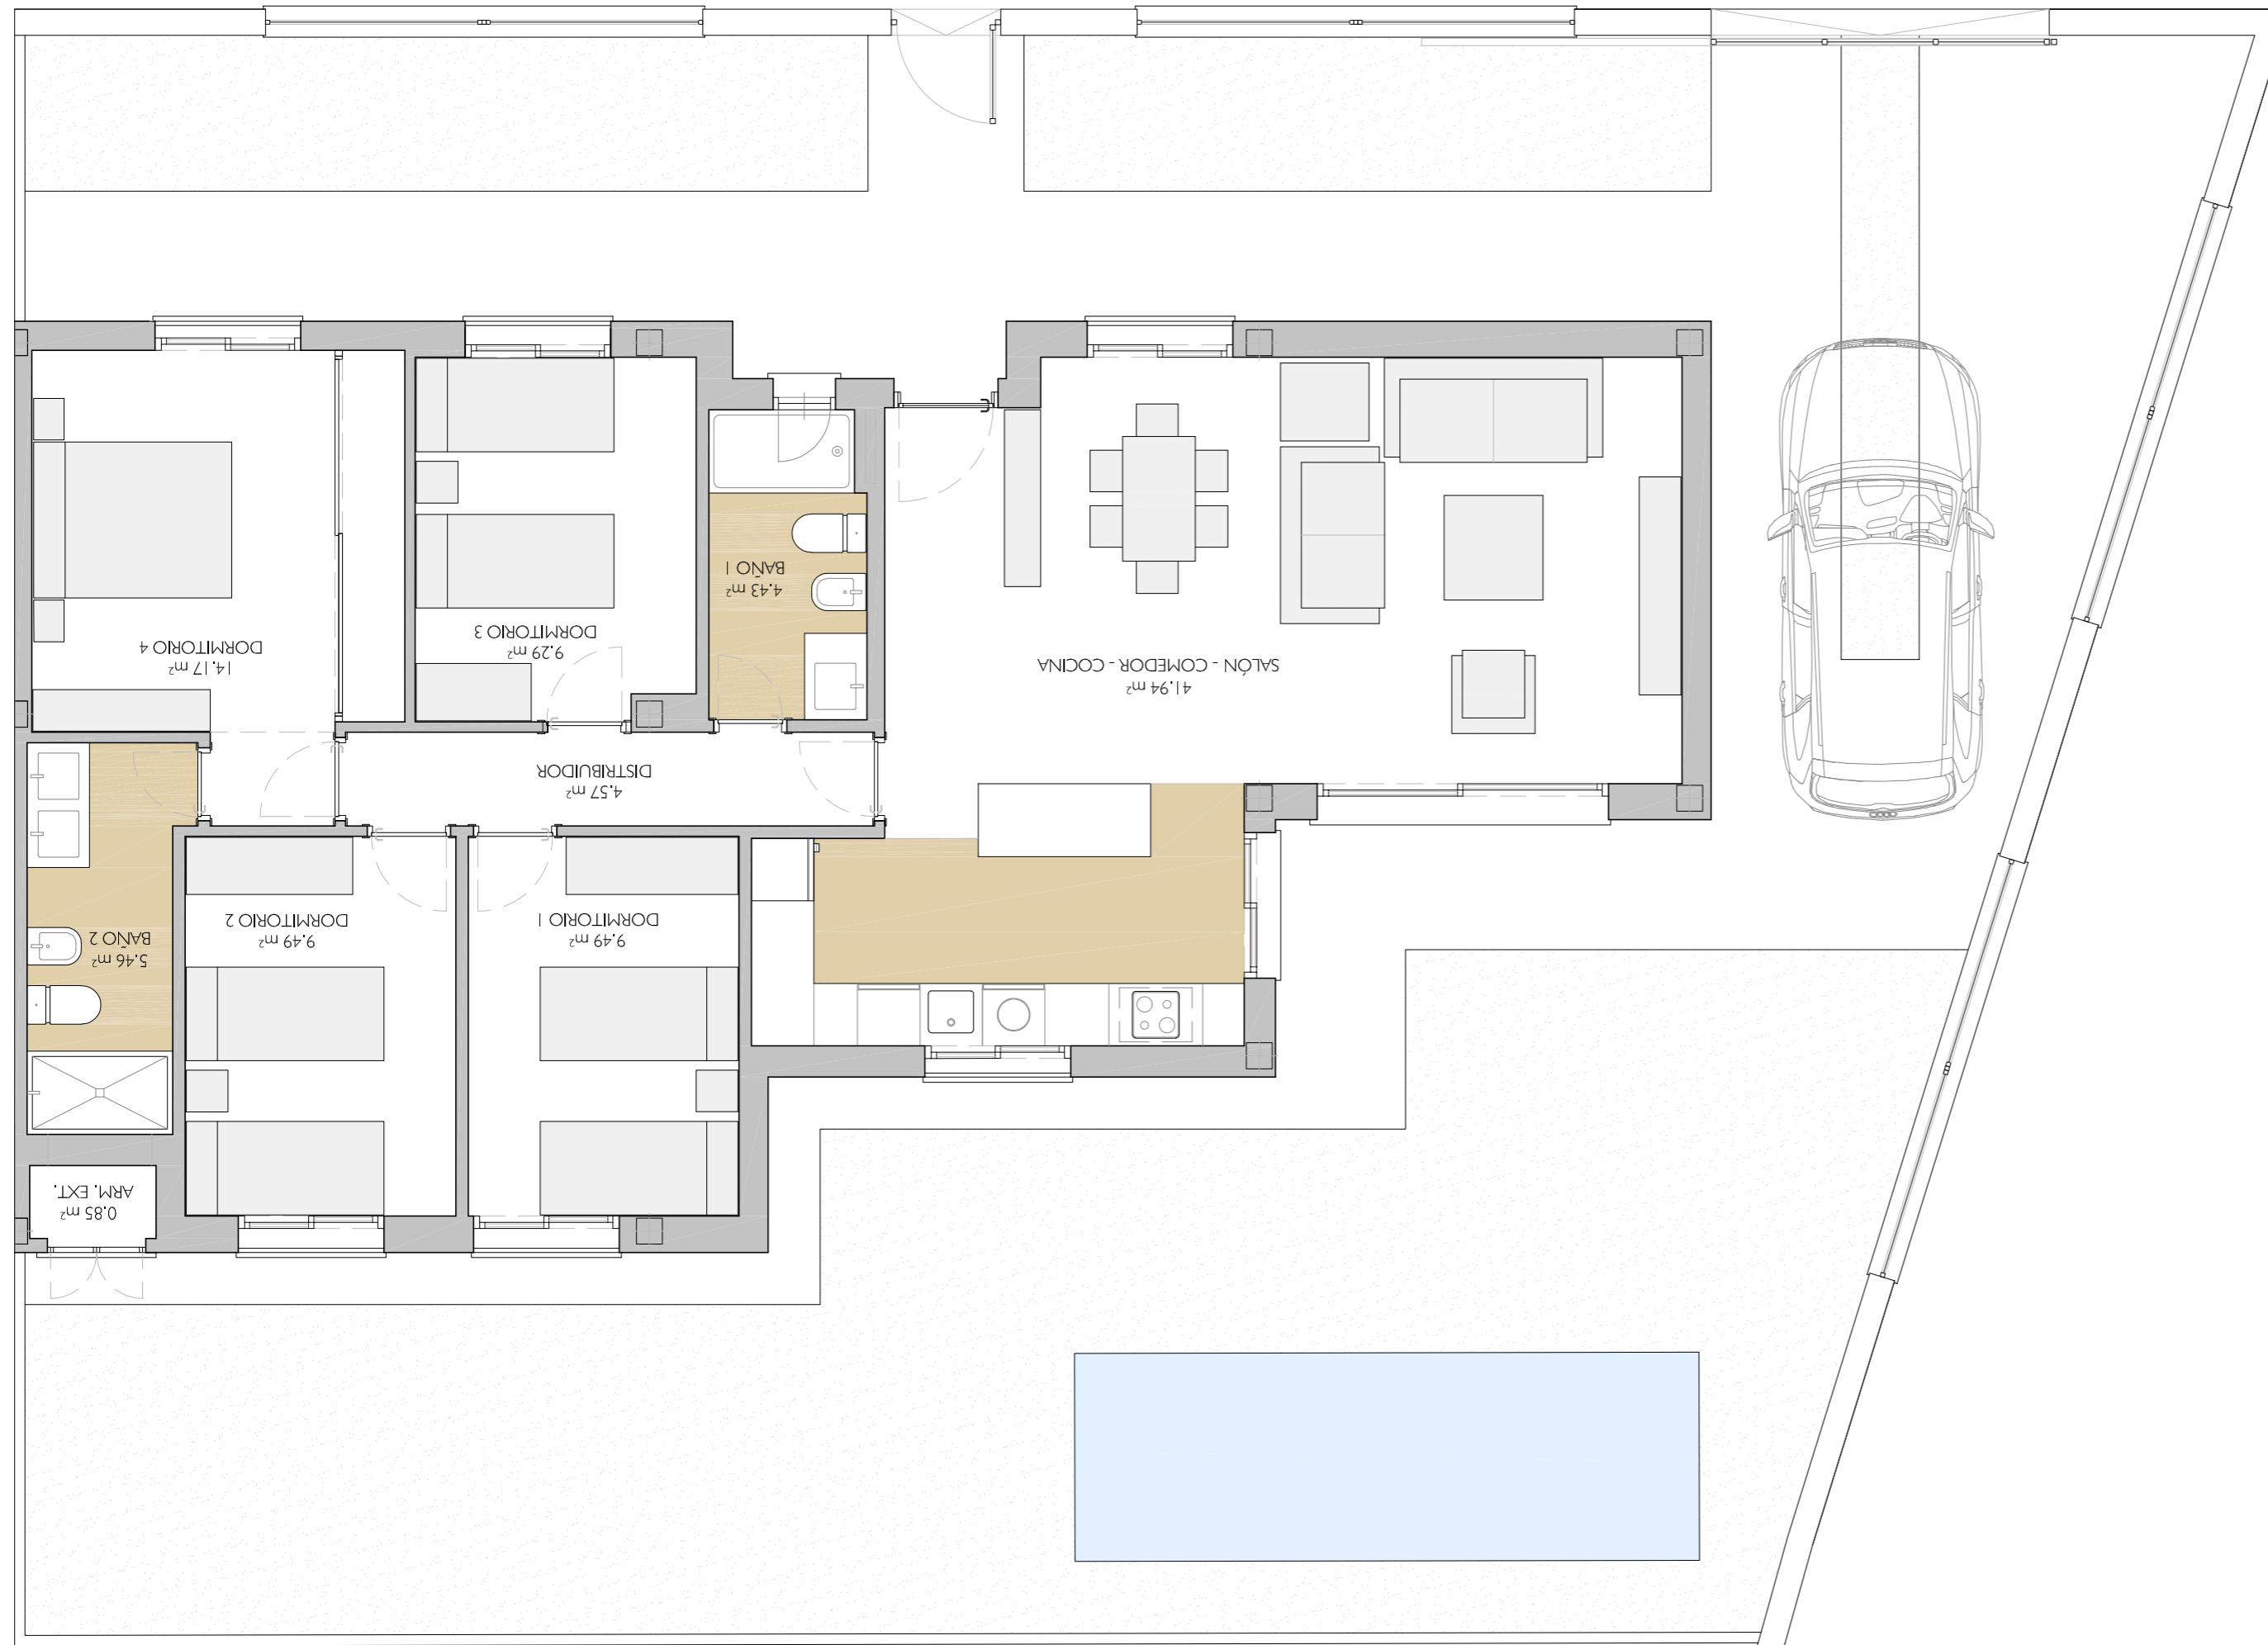 0.85 m²
ARM. EXT.
9.49 m²
DORMITORIO 1
9.49 m²
DORMITORIO 2
5.46 m²
BAÑO 2
4.57 m²
DISTRIBUIDOR
41.94 m²
SALÓN - COMEDOR - COCINA
4.43 m²
BAÑO 1
9.29 m²
DORMITORIO 3
14.17 m²
DORMITORIO 4